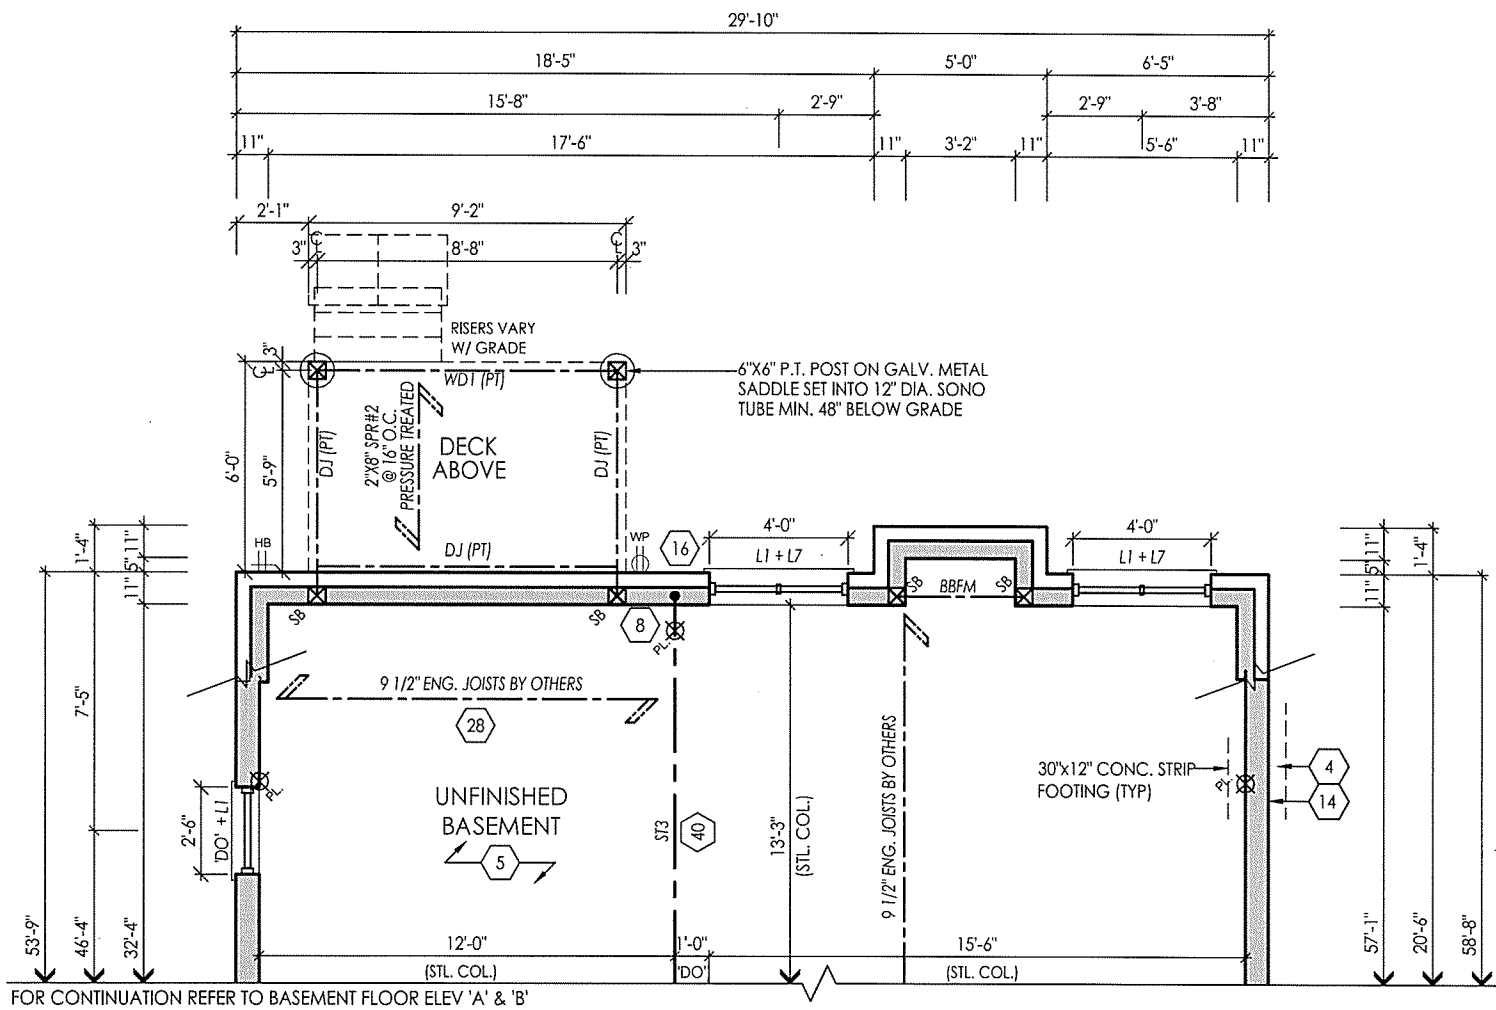 29'-10"
18'-5" 5'-0" 6'-5"
15'-8" 2'-9" 2'-9" 3'-8"
11" 17'-6" 11" 3'-2" 11" 5'-6" 11"
2'-1" 9'-2"
3" CL 8'-8" CL 3"
RISERS VARY
W/ GRADE
3"
CL
WD1 (PT)
6"X6" P.T. POST ON GALV. METAL
SADDLE SET INTO 12" DIA. SONO
TUBE MIN. 48" BELOW GRADE
6'-0"
5'-9"
DJ (PT)
2"X8" SPR#2
@ 16" O.C.
PRESSURE TREATED
DECK
ABOVE
DJ (PT)
DJ (PT)
HB
WP
16
4'-0"
L1 + L7
4'-0"
L1 + L7
1'-4"
11"
5"
11"
11"
5"
11"
1'-4"
SB
SB
8
PL.
SB
BBFM
SB
9 1/2" ENG. JOISTS BY OTHERS
28
7'-5"
PL.
2'-6"
'DO' + L1
UNFINISHED
BASEMENT
5
ST3
40
13'-3"
(STL. COL.)
9 1/2" ENG. JOISTS BY OTHERS
30"x12" CONC. STRIP
FOOTING (TYP)
PL.
4
14
53'-9"
46'-4"
32'-4"
12'-0"
(STL. COL.)
1'-0"
'DO'
15'-6"
(STL. COL.)
57'-1"
20'-6"
58'-8"
FOR CONTINUATION REFER TO BASEMENT FLOOR ELEV 'A' & 'B'